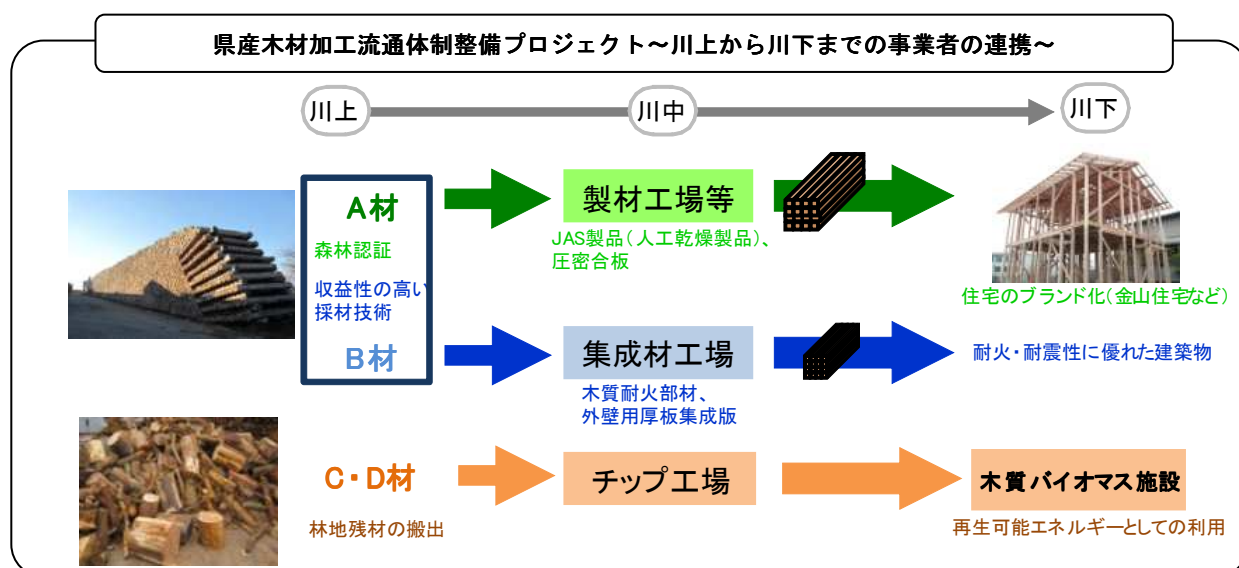 県産木材加工流通体制整備プロジェクト～川上から川下までの事業者の連携～
川上
川中
川下
A材
森林認証
収益性の高い
採材技術
B材
製材工場等
JAS製品(人工乾燥製品)、
圧密合板
住宅のブランド化(金山住宅など)
集成材工場
木質耐火部材、
外壁用厚板集成版
耐火・耐震性に優れた建築物
C・D材
林地残材の搬出
チップ工場
木質バイオマス施設
再生可能エネルギーとしての利用